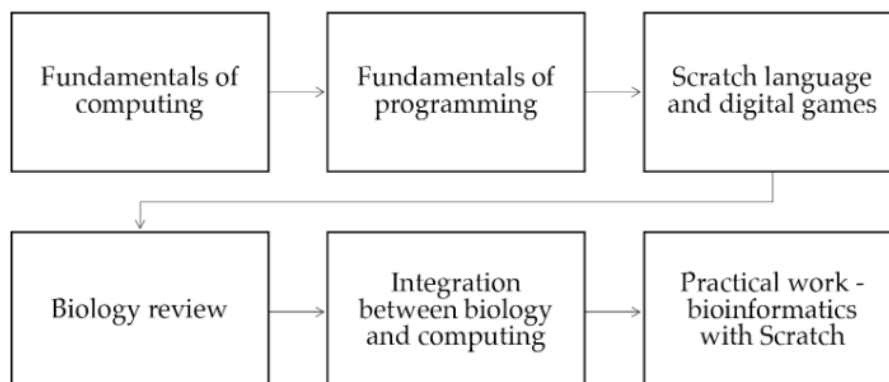 Fundamentals of
computing
Fundamentals of
programming
Scratch language
and digital games
Biology review
Integration
between biology
and computing
Practical work -
bioinformatics
with Scratch